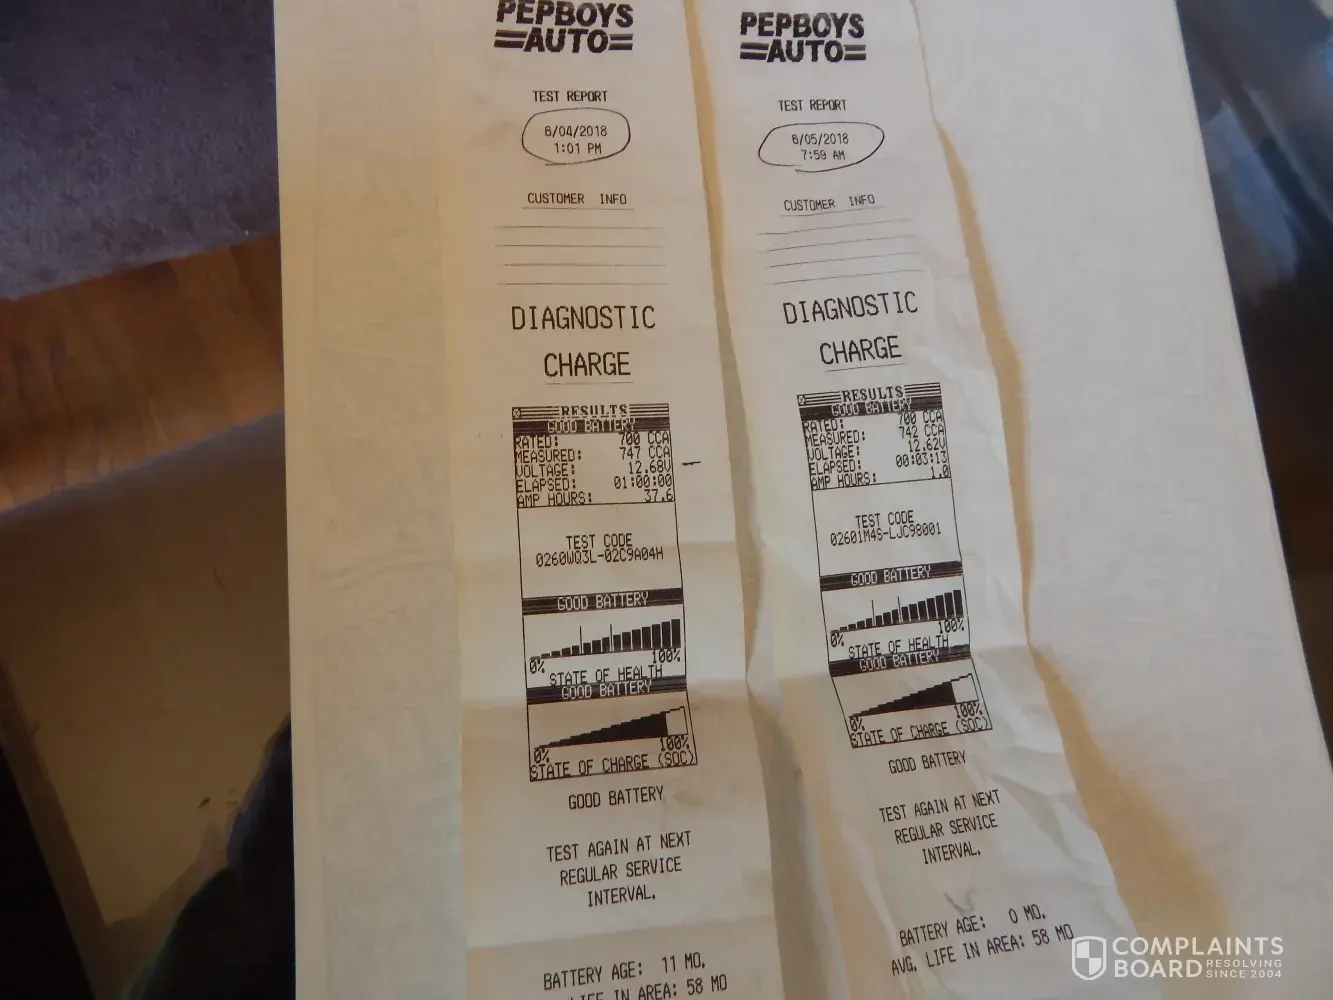 PEPBOYS
AUTO
TEST REPORT
6/04/2018
1:01 PM
CUSTOMER INFO
DIAGNOSTIC
CHARGE
RESULTS
GOOD BATTERY
RATED: 700 CCA
MEASURED: 747 CCA
VOLTAGE: 12.68V
ELAPSED: 01:00:00
AMP HOURS: 37.6
TEST CODE
0260WQ3L-02C9A04H
GOOD BATTERY
0% 100%
STATE OF HEALTH
GOOD BATTERY
0% 100%
STATE OF CHARGE (SOC)
GOOD BATTERY
TEST AGAIN AT NEXT
REGULAR SERVICE
INTERVAL.
BATTERY AGE: 11 MO.
LIFE IN AREA: 58 MO
PEPBOYS
AUTO
TEST REPORT
6/05/2018
7:59 AM
CUSTOMER INFO
DIAGNOSTIC
CHARGE
RESULTS
GOOD BATTERY
RATED: 700 CCA
MEASURED: 742 CCA
VOLTAGE: 12.62V
ELAPSED: 00:03:13
AMP HOURS: 1.0
TEST CODE
02601M4S-LJC98001
GOOD BATTERY
0% 100%
STATE OF HEALTH
GOOD BATTERY
0% 100%
STATE OF CHARGE (SOC)
GOOD BATTERY
TEST AGAIN AT NEXT
REGULAR SERVICE
INTERVAL.
BATTERY AGE: 0 MO.
AVG. LIFE IN AREA: 58 MO
COMPLAINTS
BOARD RESOLVING
SINCE 2004